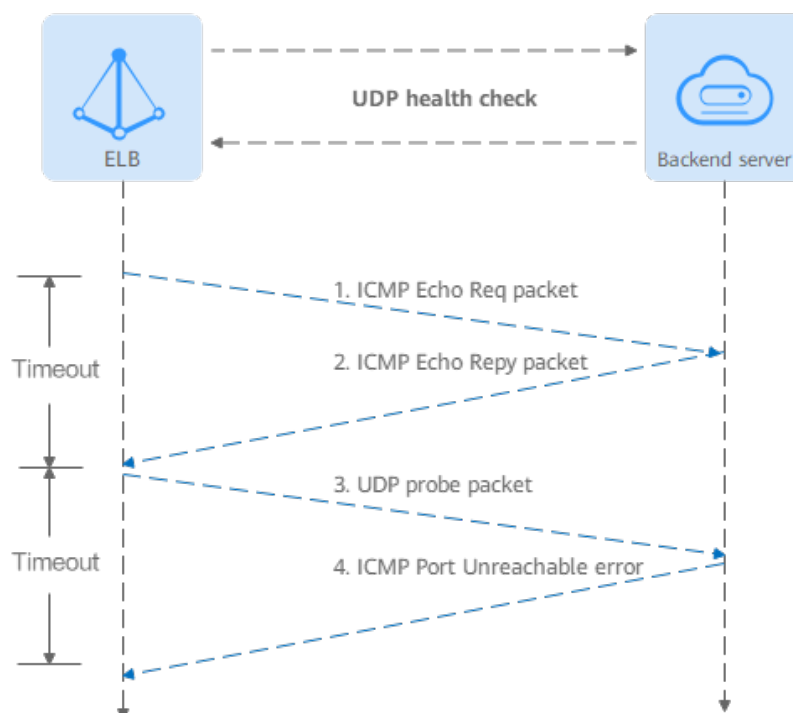 UDP health check
ELB
Backend server
1. ICMP Echo Req packet
Timeout
2. ICMP Echo Repy packet
3. UDP probe packet
Timeout
4. ICMP Port Unreachable error